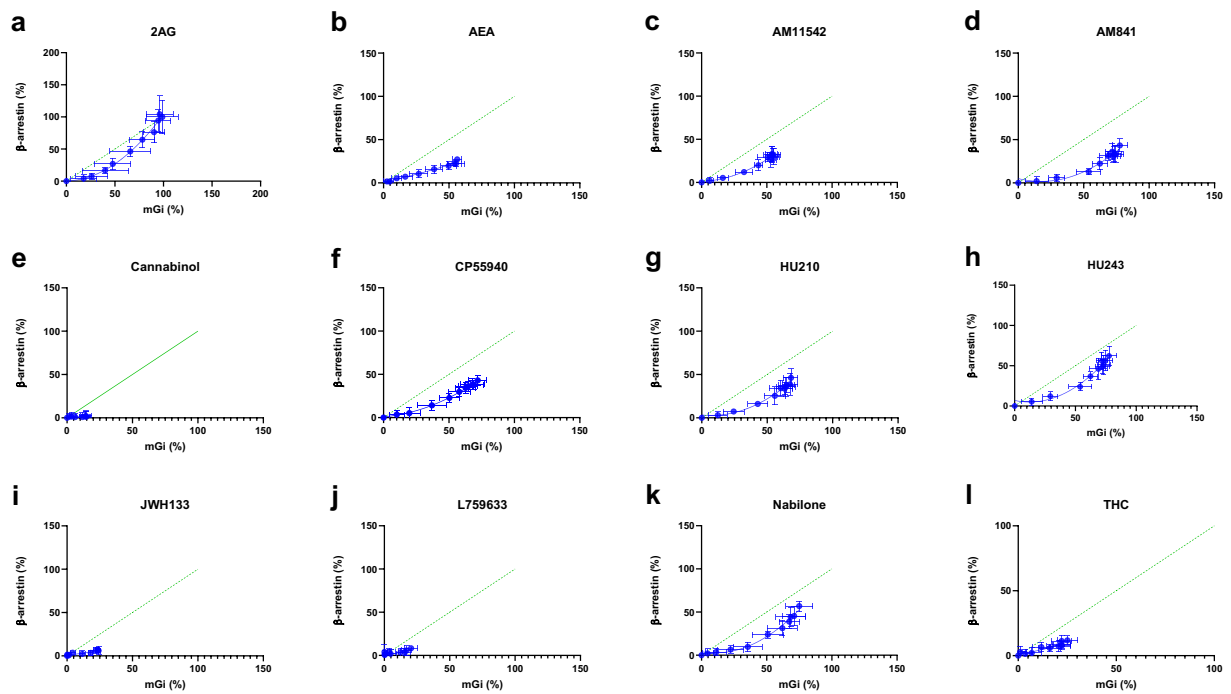 a
2AG
200
150
100
50
0
0 50 100 150 200
β-arrestin (%)
mGi (%)
b
AEA
150
100
50
0
0 50 100 150
β-arrestin (%)
mGi (%)
c
AM11542
150
100
50
0
0 50 100 150
β-arrestin (%)
mGi (%)
d
AM841
150
100
50
0
0 50 100 150
β-arrestin (%)
mGi (%)
e
Cannabinol
150
100
50
0
0 50 100 150
β-arrestin (%)
mGi (%)
f
CP55940
150
100
50
0
0 50 100 150
β-arrestin (%)
mGi (%)
g
HU210
150
100
50
0
0 50 100 150
β-arrestin (%)
mGi (%)
h
HU243
150
100
50
0
0 50 100 150
β-arrestin (%)
mGi (%)
i
JWH133
150
100
50
0
0 50 100 150
β-arrestin (%)
mGi (%)
j
L759633
150
100
50
0
0 50 100 150
β-arrestin (%)
mGi (%)
k
Nabilone
150
100
50
0
0 50 100 150
β-arrestin (%)
mGi (%)
l
THC
100
50
0
0 50 100
β-arrestin (%)
mGi (%)